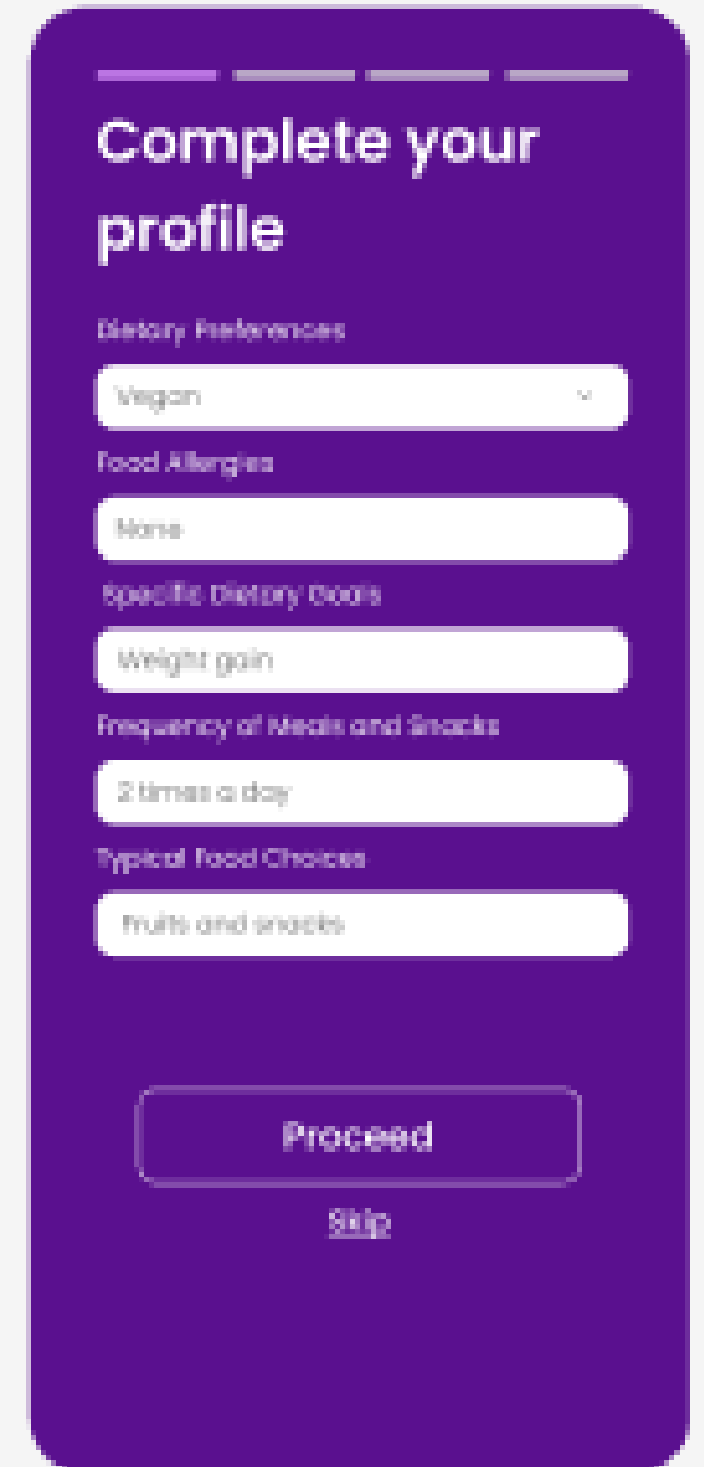 Complete your
profile
Dietary Preferences
Vegan
Food Allergies
None
Specific Dietary Goals
Weight gain
Frequency of Meals and Snacks
2 times a day
Typical Food Choices
Fruits and snacks
Proceed
Skip